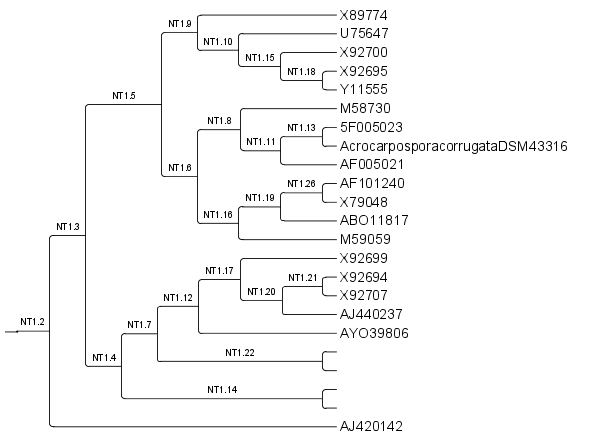 X89774
NT1.9
U75647
NT1.10
X92700
NT1.15
X92695
NT1.18
Y11555
NT1.5
M58730
NT1.8
5F005023
NT1.13
AcrocarposporacorrugataDSM43316
NT1.11
AF005021
NT1.6
AF101240
NT1.26
X79048
NT1.19
ABO11817
NT1.16
M59059
NT1.3
X92699
NT1.17
X92694
NT1.21
X92707
NT1.20
NT1.12
AJ440237
NT1.2
NT1.7
AYO39806
NT1.22
NT1.4
NT1.14
AJ420142